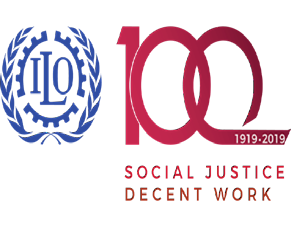 ILO
100
1919-2019
SOCIAL JUSTICE
DECENT WORK